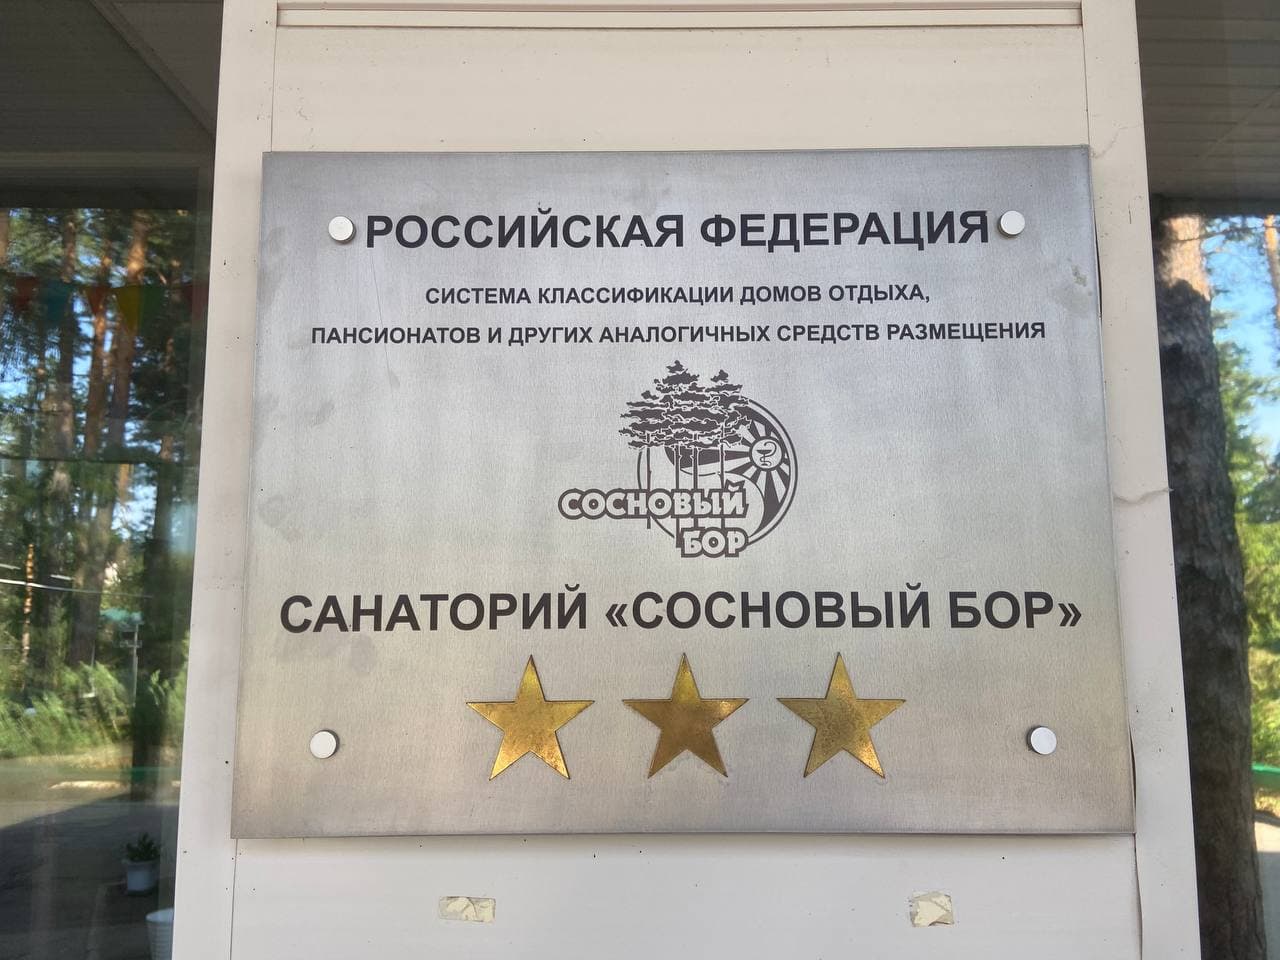 РОССИЙСКАЯ ФЕДЕРАЦИЯ
СИСТЕМА КЛАССИФИКАЦИИ ДОМОВ ОТДЫХА,
ПАНСИОНАТОВ И ДРУГИХ АНАЛОГИЧНЫХ СРЕДСТВ РАЗМЕЩЕНИЯ
СОСНОВЫЙ
БОР
САНАТОРИЙ «СОСНОВЫЙ БОР»